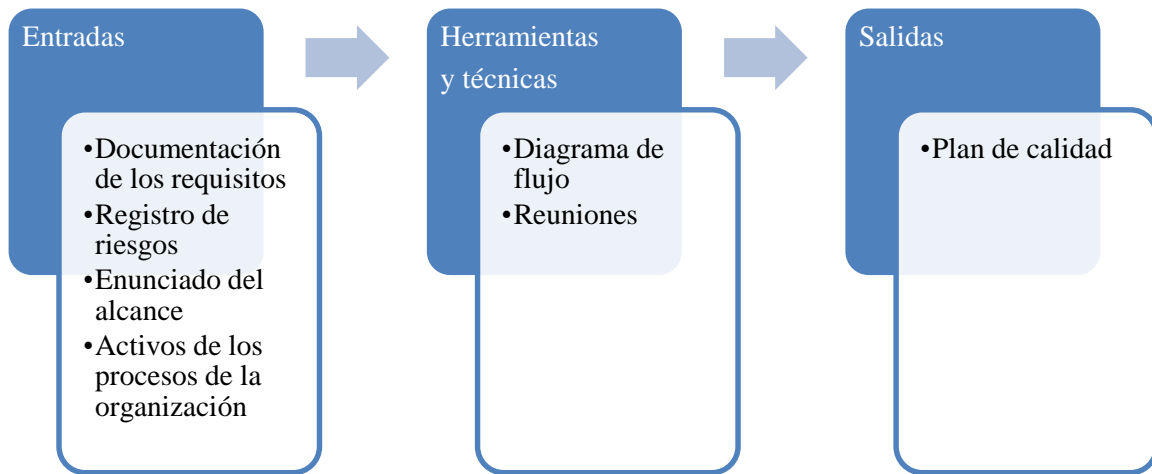 Entradas
•Documentación
de los requisitos
•Registro de
riesgos
•Enunciado del
alcance
•Activos de los
procesos de la
organización
Herramientas
y técnicas
•Diagrama de
flujo
•Reuniones
Salidas
•Plan de calidad